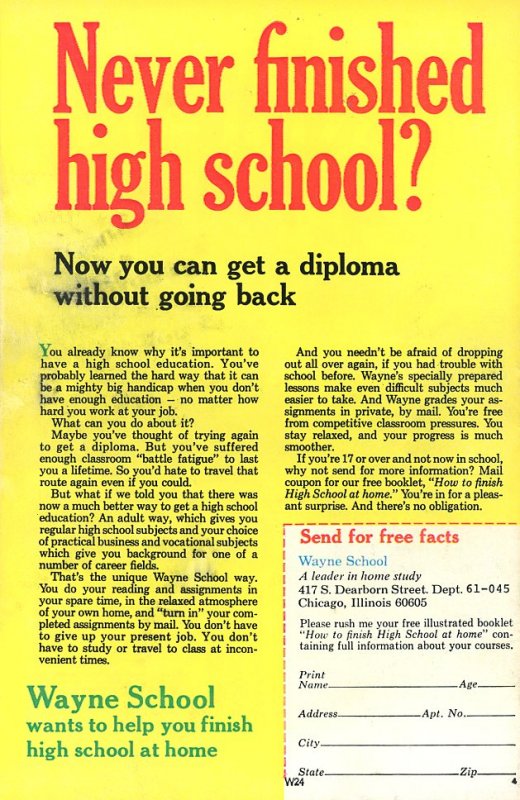 Never finished
high school?
Now you can get a diploma
without going back
You already know why it's important to
have a high school education. You've
probably learned the hard way that it can
be a mighty big handicap when you don't
have enough education — no matter how
hard you work at your job.
What can you do about it?
Maybe you've thought of trying again
to get a diploma. But you've suffered
enough classroom "battle fatigue" to last
you a lifetime. So you'd hate to travel that
route again even if you could.
But what if we told you that there was
now a much better way to get a high school
education? An adult way, which gives you
regular high school subjects and your choice
of practical business and vocational subjects
which give you background for one of a
number of career fields.
That's the unique Wayne School way.
You do your reading and assignments in
your spare time, in the relaxed atmosphere
of your own home, and "turn in" your com-
pleted assignments by mail. You don't have
to give up your present job. You don't
have to study or travel to class at incon-
venient times.
Wayne School
wants to help you finish
high school at home
And you needn't be afraid of dropping
out all over again, if you had trouble with
school before. Wayne's specially prepared
lessons make even difficult subjects much
easier to take. And Wayne grades your as-
signments in private, by mail. You're free
from competitive classroom pressures. You
stay relaxed, and your progress is much
smoother.
If you're 17 or over and not now in school,
why not send for more information? Mail
coupon for our free booklet, "How to finish
High School at home." You're in for a pleas-
ant surprise. And there's no obligation.
Send for free facts
Wayne School
A leader in home study
417 S. Dearborn Street. Dept. 61-045
Chicago, Illinois 60605
Please rush me your free illustrated booklet
"How to finish High School at home" con-
taining full information about your courses.
Print
Name Age
Address Apt. No.
City
State Zip
W24 4